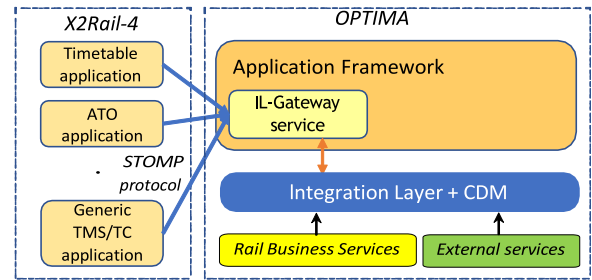 X2Rail-4
OPTIMA
Timetable
application
ATO
application
STOMP
protocol
Generic
TMS/TC
application
Application Framework
IL-Gateway
service
Integration Layer + CDM
Rail Business Services
External services